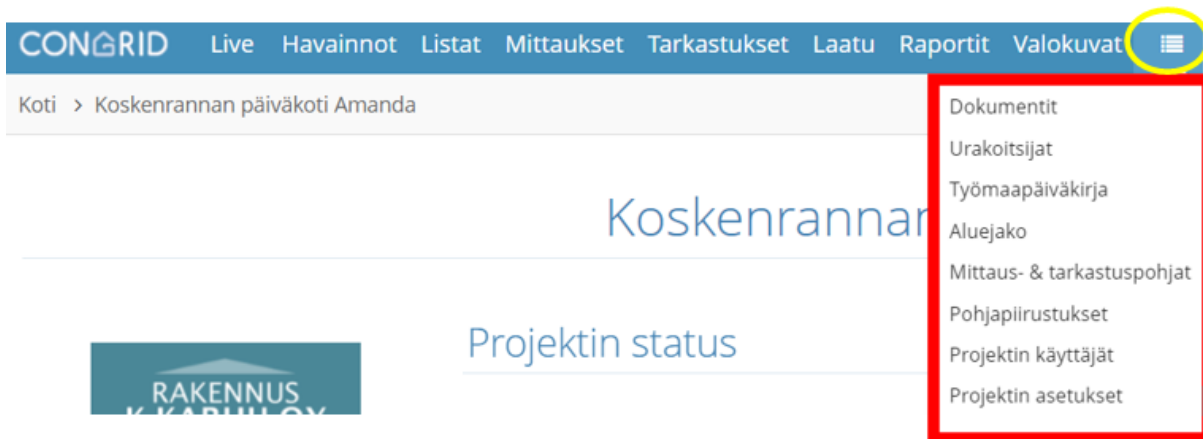 CONGRID Live Havainnot Listat Mittaukset Tarkastukset Laatu Raportit Valokuvat
Koti > Koskenrannan päiväkoti Amanda
Dokumentit
Urakoitsijat
Työmaapäiväkirja
Aluejako
Mittaus- & tarkastuspohjat
Pohjapiirustukset
Projektin käyttäjät
Projektin asetukset
Koskenrannan
Projektin status
RAKENNUS